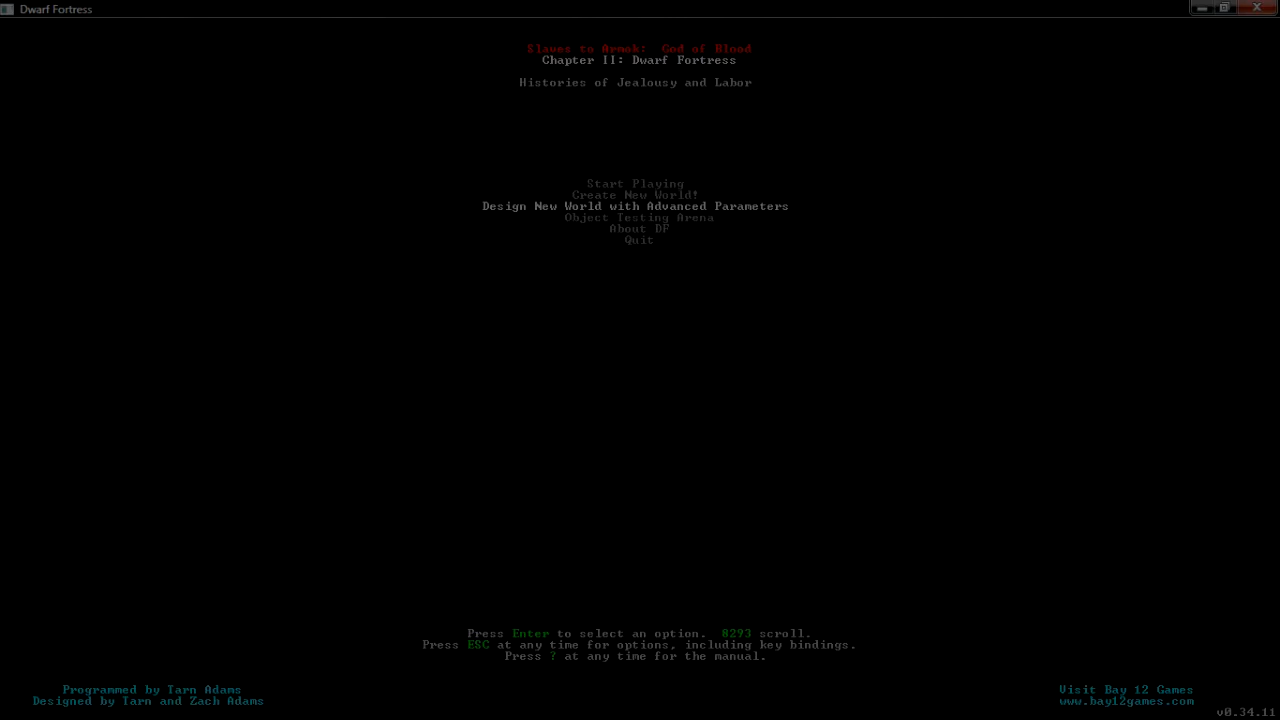 Dwarf Fortress
Slaves to Armok:  God of Blood
Chapter II: Dwarf Fortress
Histories of Jealousy and Labor
Start Playing
Create New World!
Design New World with Advanced Parameters
Object Testing Arena
About DF
Quit
Press Enter to select an option.  8293 scroll.
Press ESC at any time for options, including key bindings.
Press ? at any time for the manual.
Programmed by Tarn Adams
Designed by Tarn and Zach Adams
Visit Bay 12 Games
www.bay12games.com
v0.34.11